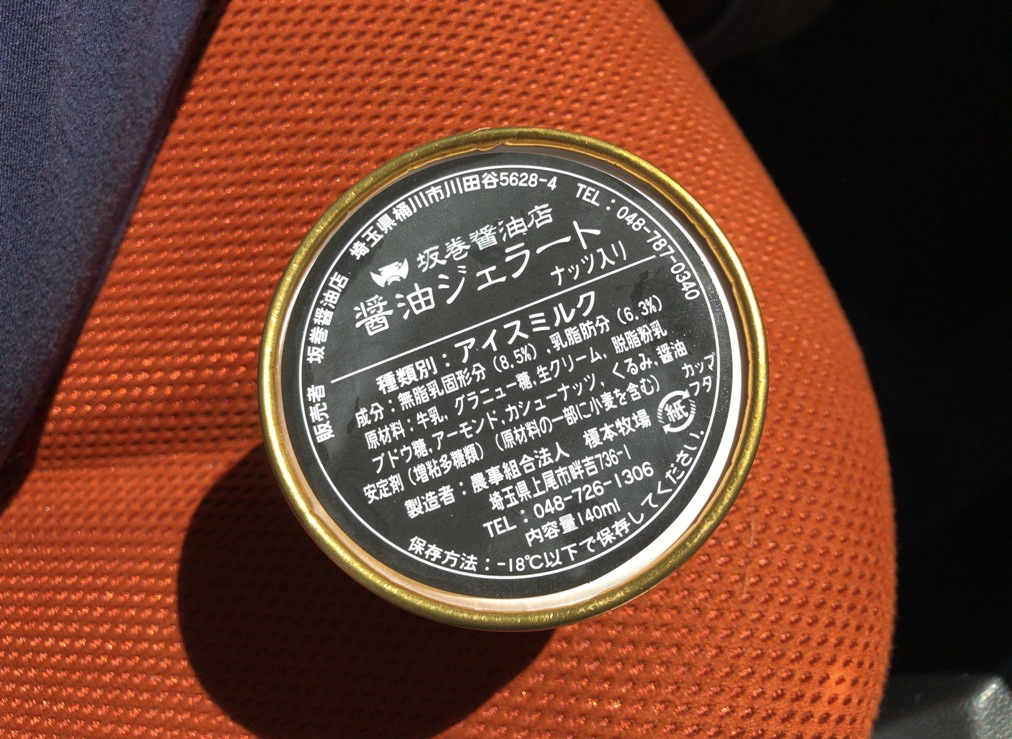 販売者 坂巻醤油店 埼玉県桶川市川田谷5628-4 TEL:048-787-0340
坂巻醤油店
醤油ジェラート
ナッツ入り
種類別:アイスミルク
成分:無脂乳固形分(8.5%)、乳脂肪分(6.3%)
原材料:牛乳、グラニュー糖、生クリーム、脱脂粉乳
ブドウ糖、アーモンド、カシューナッツ、くるみ、醤油
安定剤(増粘多糖類)(原材料の一部に小麦を含む)
カップ
フタ
紙
製造者:農事組合法人 榎本牧場
埼玉県上尾市畔吉736-1
TEL:048-726-1306
内容量140ml
保存方法:-18℃以下で保存してください。